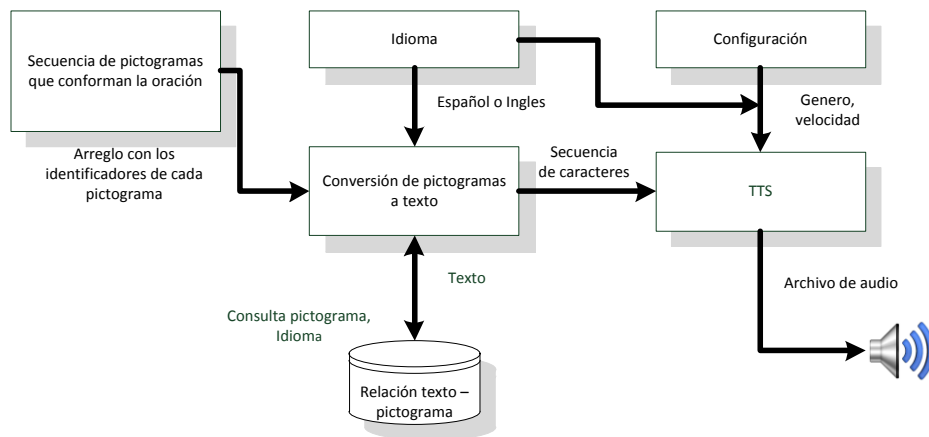 Secuencia de pictogramas
que conforman la oración
Idioma
Configuración
Español o Ingles
Genero,
velocidad
Arreglo con los
identificadores de cada
pictograma
Conversión de pictogramas
a texto
Secuencia
de caracteres
TTS
Texto
Consulta pictograma,
Idioma
Archivo de audio
Relación texto –
pictograma